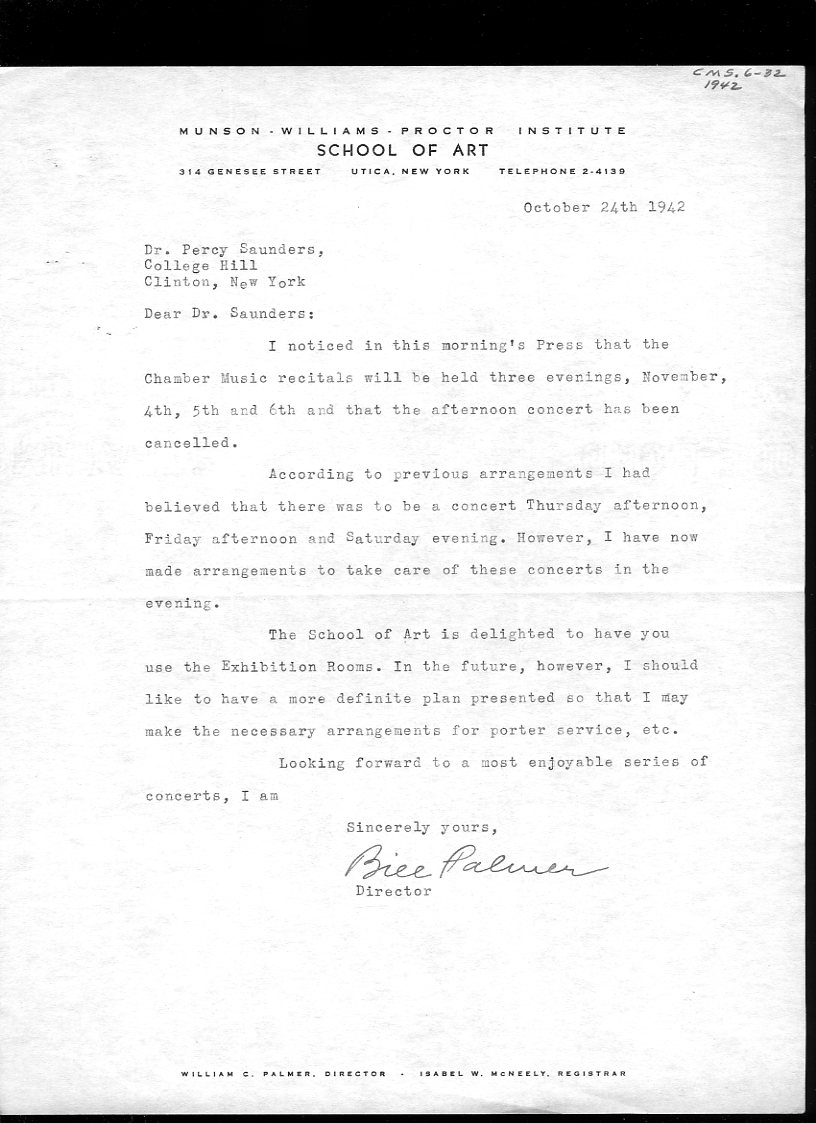 CMS. 6-32
1942
MUNSON - WILLIAMS - PROCTOR INSTITUTE
SCHOOL OF ART
314 GENESEE STREET UTICA, NEW YORK TELEPHONE 2-4139
October 24th 1942
Dr. Percy Saunders,
College Hill
Clinton, New York
Dear Dr. Saunders:
I noticed in this morning's Press that the
Chamber Music recitals will be held three evenings, November,
4th, 5th and 6th and that the afternoon concert has been
cancelled.
According to previous arrangements I had
believed that there was to be a concert Thursday afternoon,
Friday afternoon and Saturday evening. However, I have now
made arrangements to take care of these concerts in the
evening.
The School of Art is delighted to have you
use the Exhibition Rooms. In the future, however, I should
like to have a more definite plan presented so that I may
make the necessary arrangements for porter service, etc.
Looking forward to a most enjoyable series of
concerts, I am
Sincerely yours,
Bill Palmer
Director
WILLIAM C. PALMER, DIRECTOR - ISABEL W. McNEELY, REGISTRAR